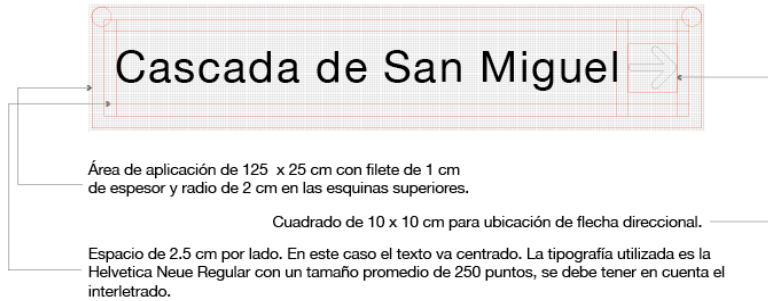 Cascada de San Miguel
Área de aplicación de 125 x 25 cm con filete de 1 cm
de espesor y radio de 2 cm en las esquinas superiores.
Cuadrado de 10 x 10 cm para ubicación de flecha direccional.
Espacio de 2.5 cm por lado. En este caso el texto va centrado. La tipografía utilizada es la
Helvetica Neue Regular con un tamaño promedio de 250 puntos, se debe tener en cuenta el
interletrado.